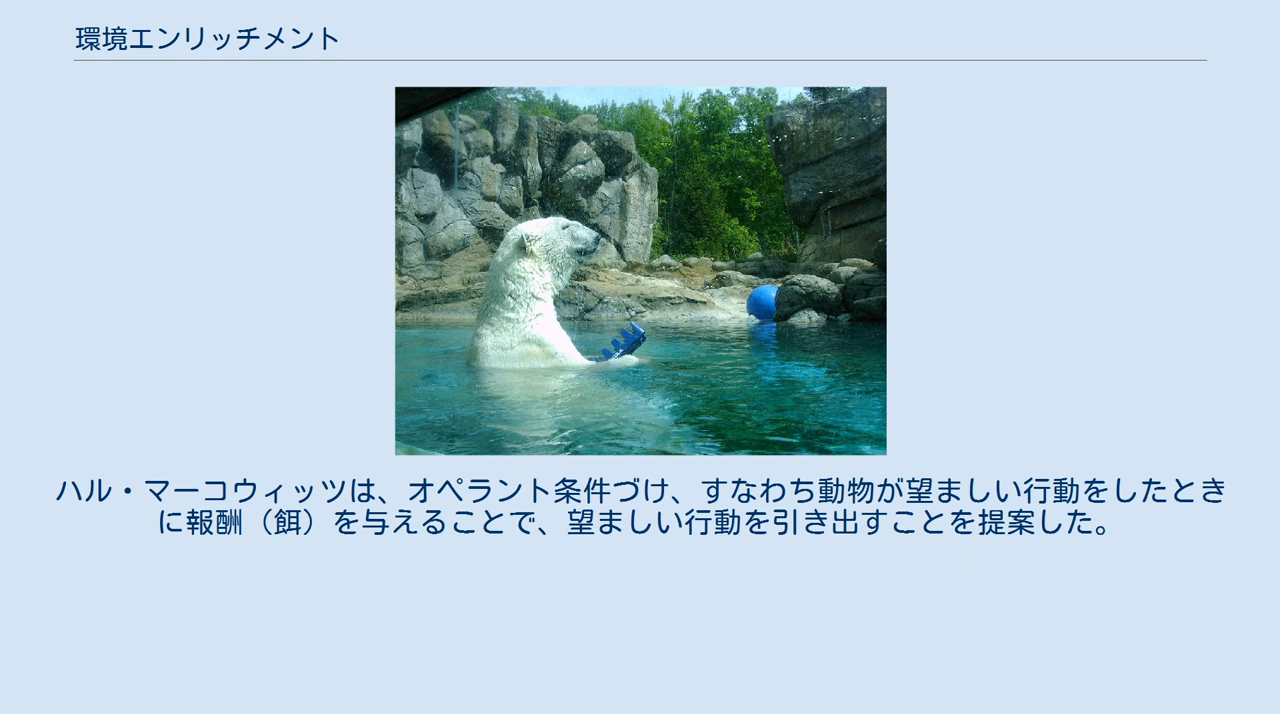 環境エンリッチメント
ハル・マーコウィッツは、オペラント条件づけ、すなわち動物が望ましい行動をしたとき
に報酬（餌）を与えることで、望ましい行動を引き出すことを提案した。